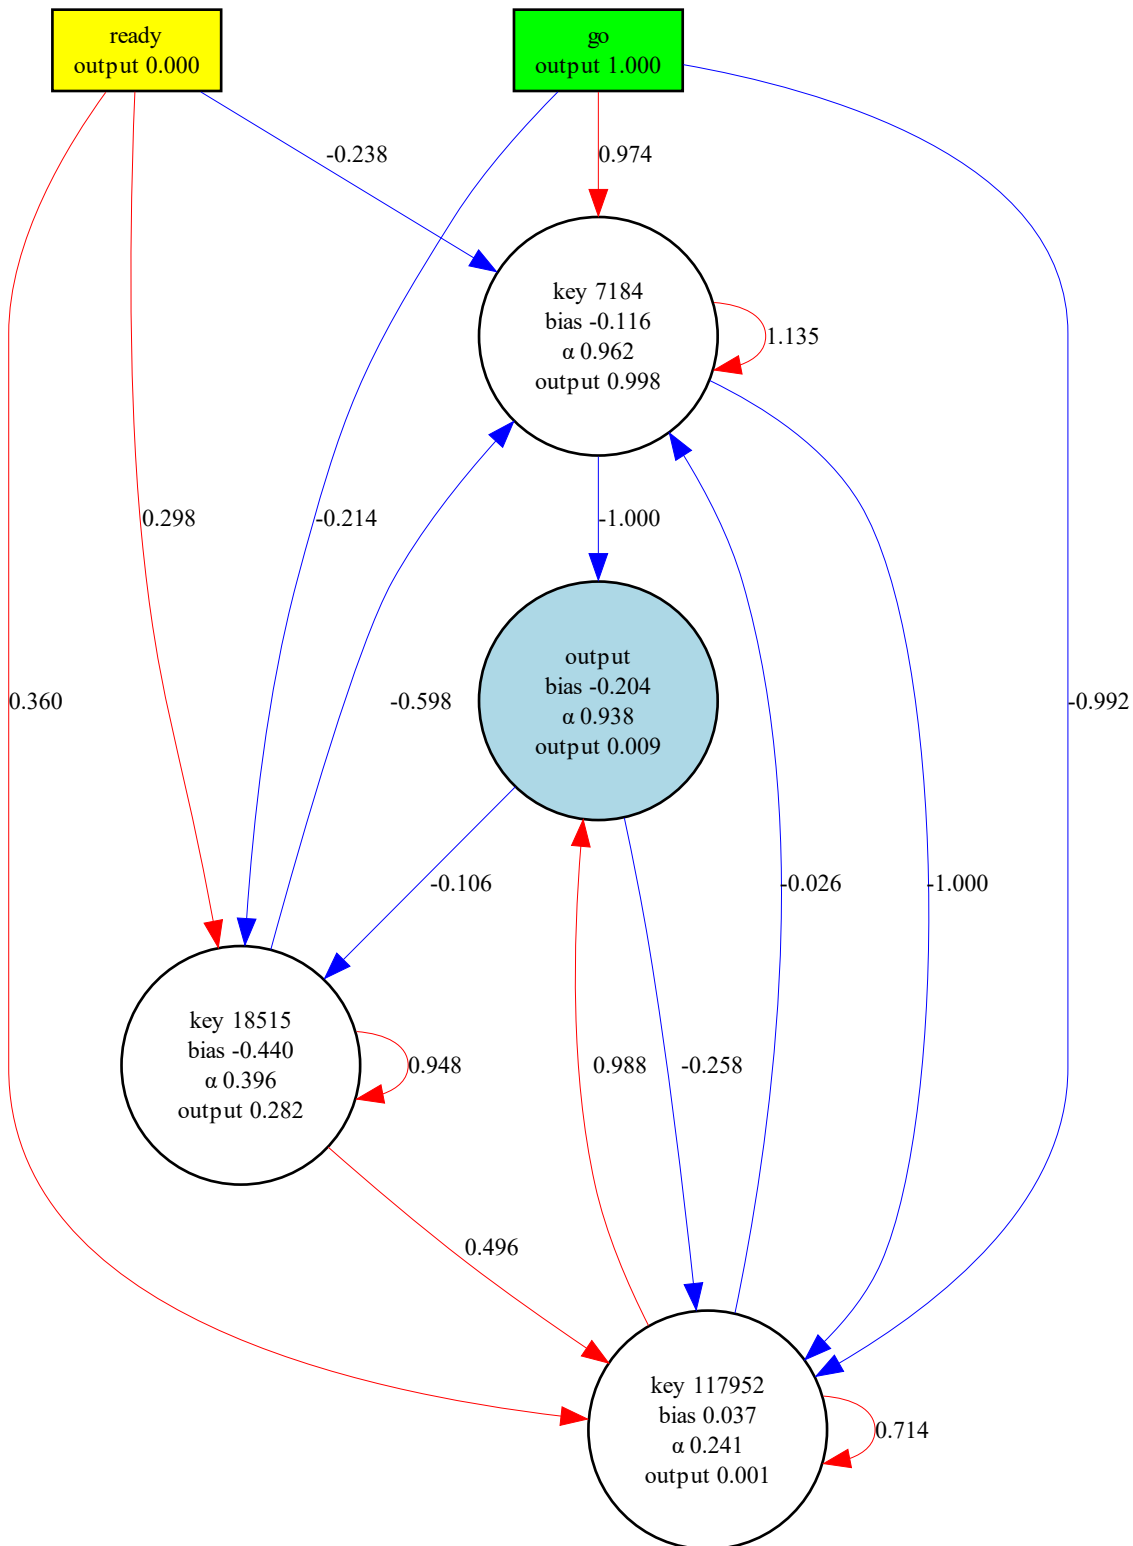 ready
output 0.000
go
output 1.000
-0.238
0.974
key 7184
bias -0.116
α 0.962
output 0.998
1.135
0.298
-0.214
-1.000
output
bias -0.204
α 0.938
output 0.009
0.360
-0.598
-0.992
-0.106
-0.026
-1.000
key 18515
bias -0.440
α 0.396
output 0.282
0.948
0.988
-0.258
0.496
key 117952
bias 0.037
α 0.241
output 0.001
0.714